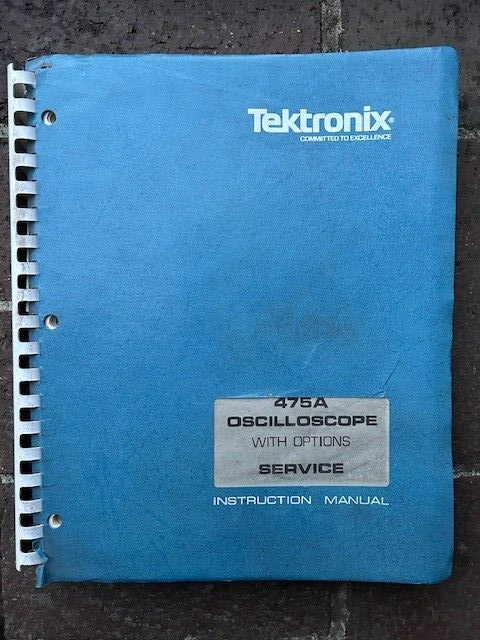 Tektronix®
COMMITTED TO EXCELLENCE
475A
OSCILLOSCOPE
WITH OPTIONS
SERVICE
INSTRUCTION MANUAL